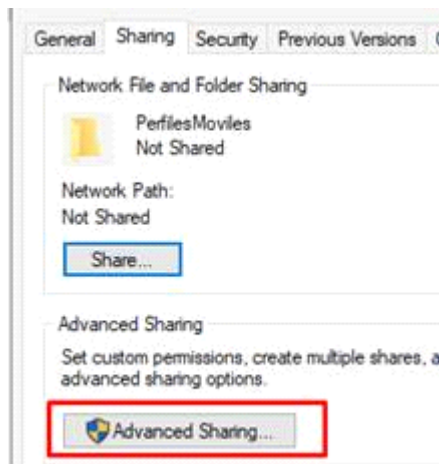 General Sharing Security Previous Versions
Network File and Folder Sharing
PerfilesMoviles
Not Shared
Network Path:
Not Shared
Share...
Advanced Sharing
Set custom permissions, create multiple shares, a
advanced sharing options.
Advanced Sharing...